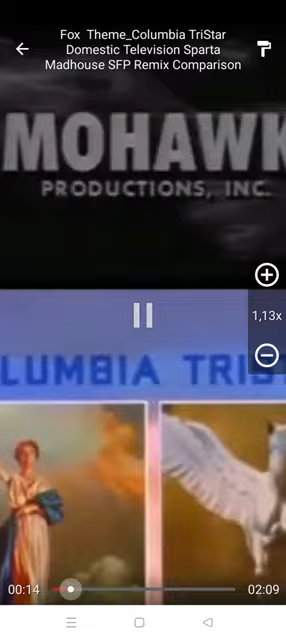 Fox Theme_Columbia TriStar
Domestic Television Sparta
Madhouse SFP Remix Comparison
MOHAWK
PRODUCTIONS, INC.
1,13x
LUMBIA TRIST
00:14
02:09